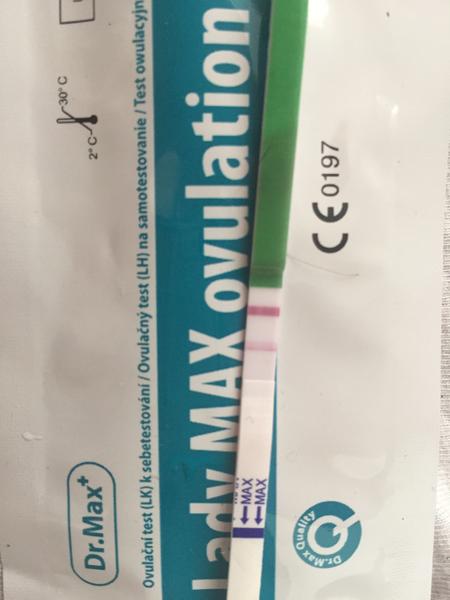 2°C
30°C
Dr.Max+
Ovulační test (LK) k sebetestování / Ovulačný test (LH) na samotestovanie / Test owulacyjn
lady MAX ovulation
MAX
MAX
CE 0197
Dr.Max Quality